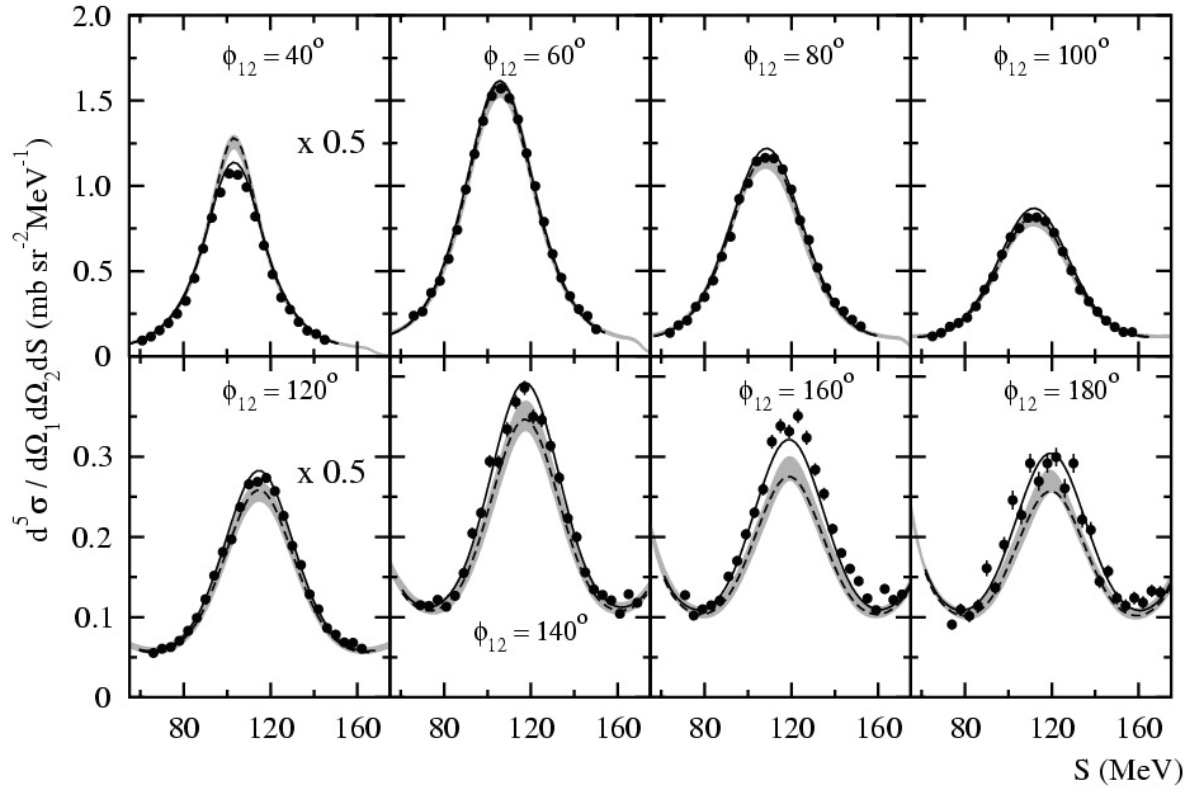 2.0
1.5
1.0
0.5
0
ϕ₁₂ = 40°
x 0.5
ϕ₁₂ = 60°
ϕ₁₂ = 80°
ϕ₁₂ = 100°
d⁵ σ / dΩ₁dΩ₂dS (mb sr⁻²MeV⁻¹)
0.3
0.2
0.1
0
ϕ₁₂ = 120°
x 0.5
ϕ₁₂ = 140°
ϕ₁₂ = 160°
ϕ₁₂ = 180°
80 120 160 80 120 160 80 120 160 80 120 160
S (MeV)